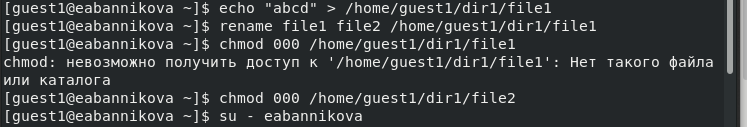 [guest1@eabannikova ~]$ echo "abcd" > /home/guest1/dir1/file1
[guest1@eabannikova ~]$ rename file1 file2 /home/guest1/dir1/file1
[guest1@eabannikova ~]$ chmod 000 /home/guest1/dir1/file1
chmod: невозможно получить доступ к '/home/guest1/dir1/file1': Нет такого файла
или каталога
[guest1@eabannikova ~]$ chmod 000 /home/guest1/dir1/file2
[guest1@eabannikova ~]$ su - eabannikova